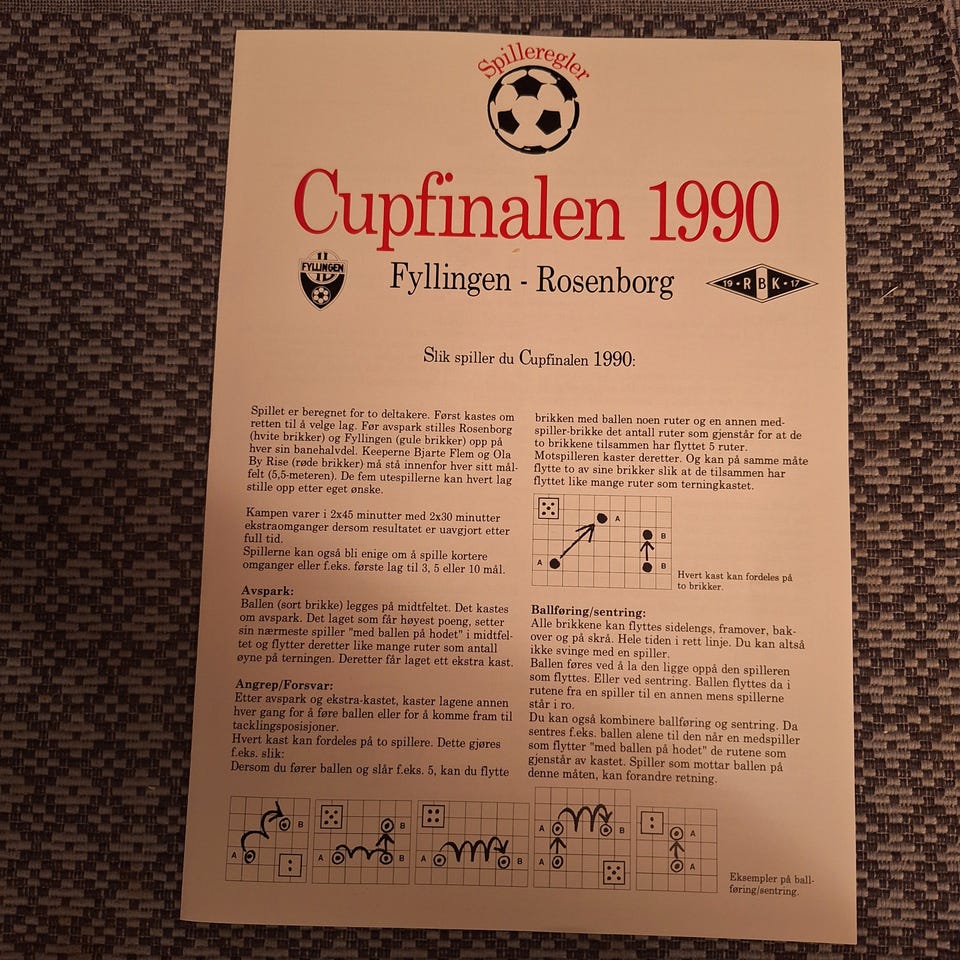 Spilleregler
Cupfinalen 1990
FYLLINGEN
Fyllingen - Rosenborg
19 · R B K · 17
Slik spiller du Cupfinalen 1990:
Spillet er beregnet for to deltakere. Først kastes om
retten til å velge lag. Før avspark stilles Rosenborg
(hvite brikker) og Fyllingen (gule brikker) opp på
hver sin banehalvdel. Keeperne Bjarte Flem og Ola
By Rise (røde brikker) må stå innenfor hver sitt mål-
felt (5,5-meteren). De fem utespillerne kan hvert lag
stille opp etter eget ønske.
Kampen varer i 2x45 minutter med 2x30 minutter
ekstraomganger dersom resultatet er uavgjort etter
full tid.
Spillerne kan også bli enige om å spille kortere
omganger eller f.eks. første lag til 3, 5 eller 10 mål.
Avspark:
Ballen (sort brikke) legges på midtfeltet. Det kastes
om avspark. Det laget som får høyest poeng, setter
sin nærmeste spiller "med ballen på hodet" i midtfel-
tet og flytter deretter like mange ruter som antall
øyne på terningen. Deretter får laget ett ekstra kast.
Angrep/Forsvar:
Etter avspark og ekstra-kastet, kaster lagene annen
hver gang for å føre ballen eller for å komme fram til
tacklingsposisjoner.
Hvert kast kan fordeles på to spillere. Dette gjøres
f.eks. slik:
Dersom du fører ballen og slår f.eks. 5, kan du flytte
brikken med ballen noen ruter og en annen med-
spiller-brikke det antall ruter som gjenstår for at de
to brikkene tilsammen har flyttet 5 ruter.
Motspilleren kaster deretter. Og kan på samme måte
flytte to av sine brikker slik at de tilsammen har
flyttet like mange ruter som terningkastet.
A
B
A
B
Hvert kast kan fordeles på
to brikker.
Ballføring/sentring:
Alle brikkene kan flyttes sidelengs, framover, bak-
over og på skrå. Hele tiden i rett linje. Du kan altså
ikke svinge med en spiller.
Ballen føres ved å la den ligge oppå den spilleren
som flyttes. Eller ved sentring. Ballen flyttes da i
rutene fra en spiller til en annen mens spillerne
står i ro.
Du kan også kombinere ballføring og sentring. Da
sentres f.eks. ballen alene til den når en medspiller
som flytter "med ballen på hodet" de rutene som
gjenstår av kastet. Spiller som mottar ballen på
denne måten, kan forandre retning.
B
A
B
A
B
A
B
A
B
A
A
A
Eksempler på ball-
føring/sentring.